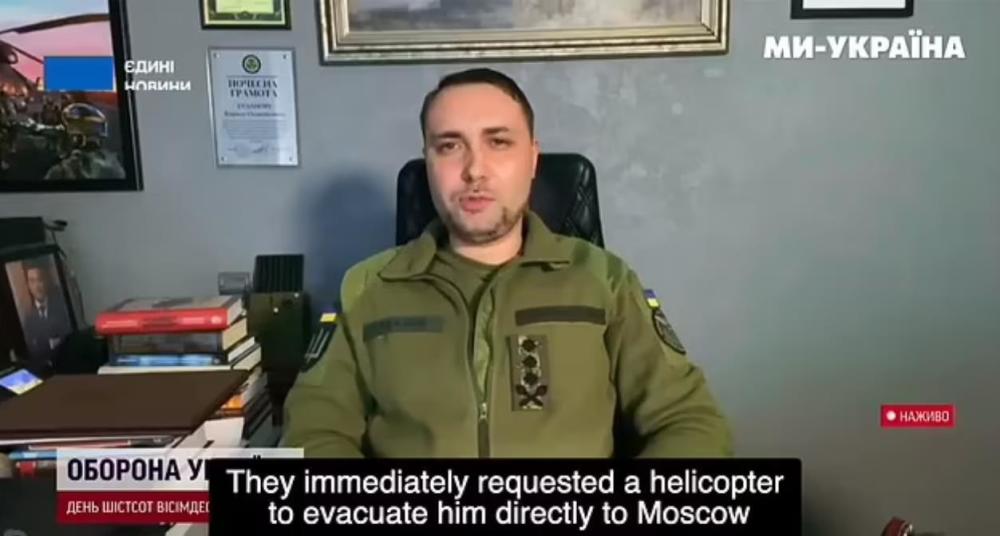 МИ-УКРАЇНА
ЄДИНІ
НОВИНИ
ПОЧЕСНА
ГРАМОТА
НАЖИВО
ОБОРОНА
ДЕНЬ ШІСТСОТ
They immediately requested a helicopter
to evacuate him directly to Moscow